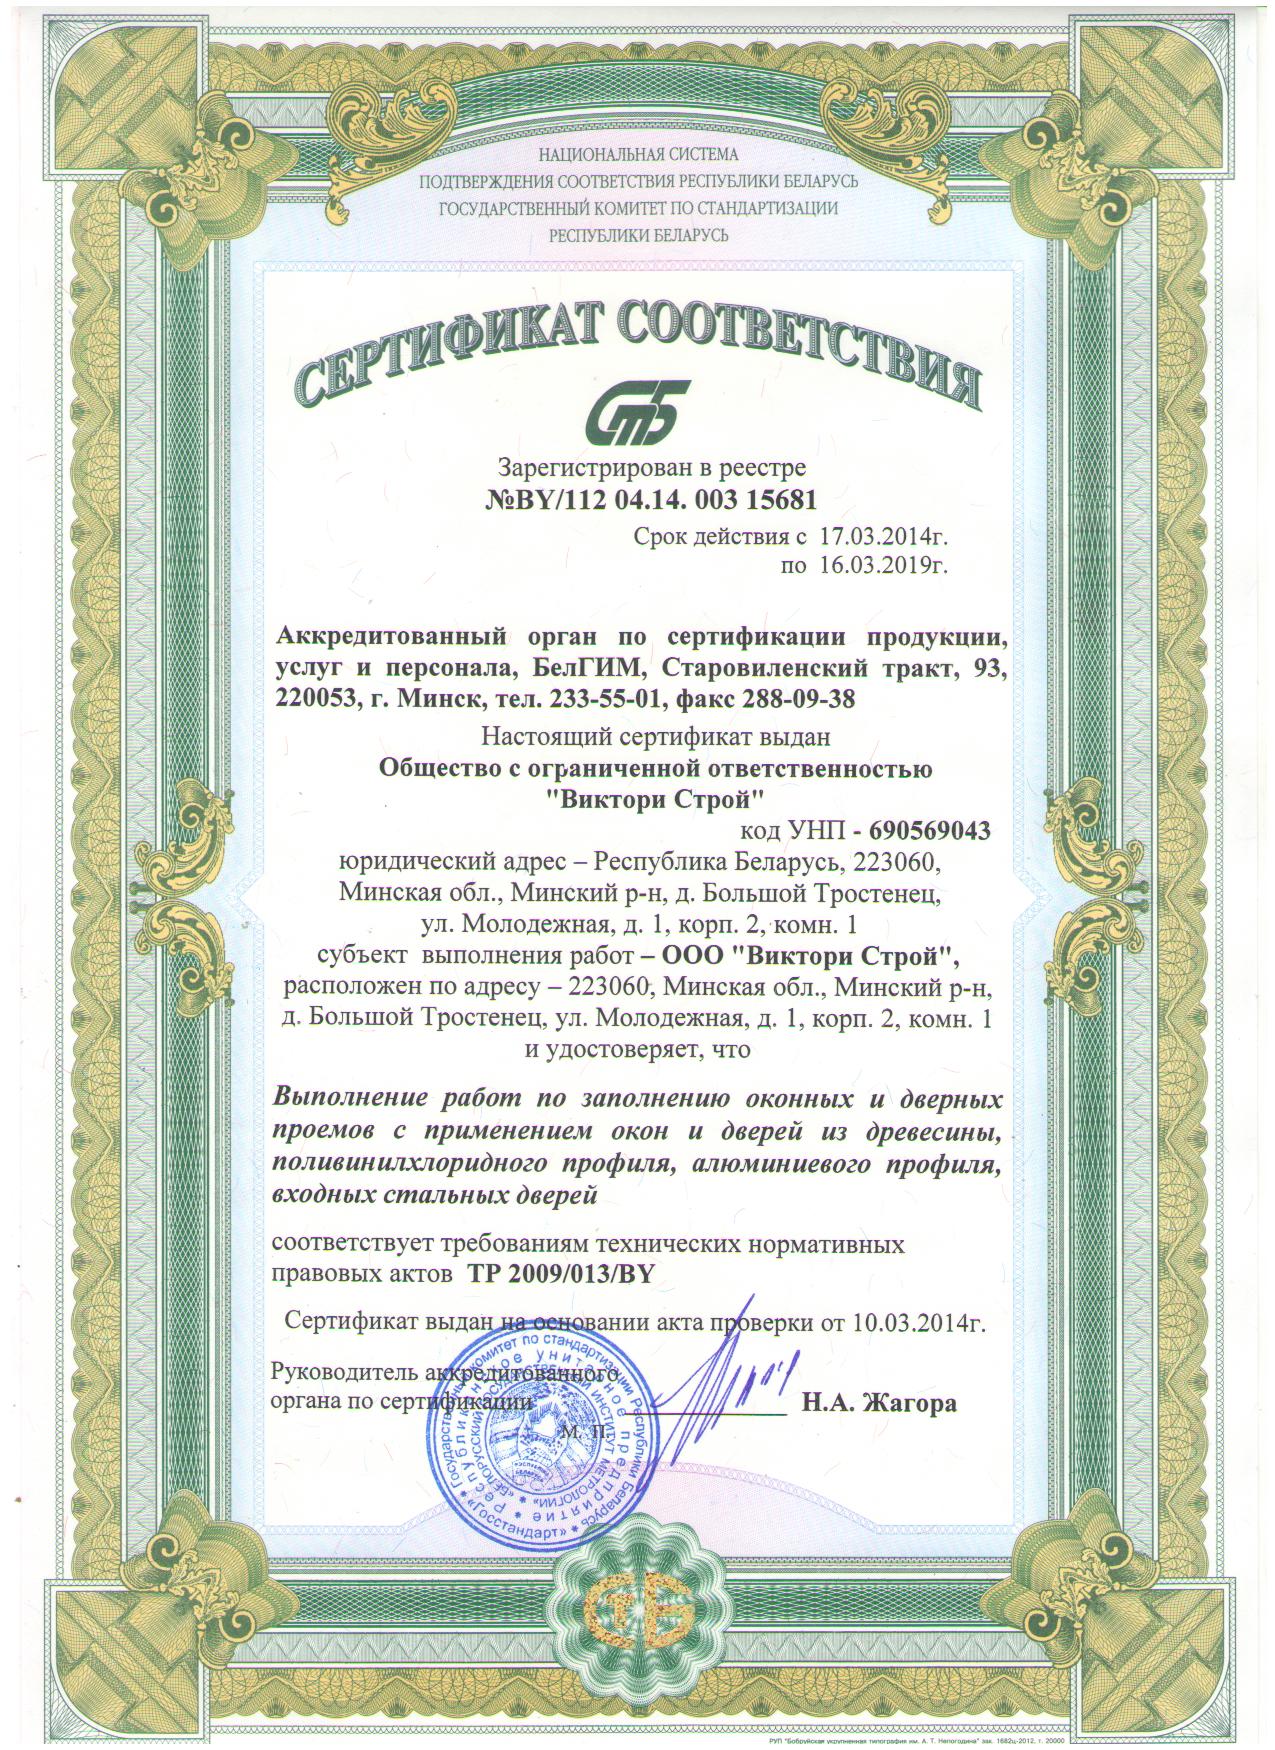 НАЦИОНАЛЬНАЯ СИСТЕМА
ПОДТВЕРЖДЕНИЯ СООТВЕТСТВИЯ РЕСПУБЛИКИ БЕЛАРУСЬ
ГОСУДАРСТВЕННЫЙ КОМИТЕТ ПО СТАНДАРТИЗАЦИИ
РЕСПУБЛИКИ БЕЛАРУСЬ
СЕРТИФИКАТ СООТВЕТСТВИЯ
СТБ
Зарегистрирован в реестре
№BY/112 04.14. 003 15681
Срок действия с 17.03.2014г.
по 16.03.2019г.
Аккредитованный орган по сертификации продукции,
услуг и персонала, БелГИМ, Старовиленский тракт, 93,
220053, г. Минск, тел. 233-55-01, факс 288-09-38
Настоящий сертификат выдан
Общество с ограниченной ответственностью
"Виктори Строй"
код УНП - 690569043
юридический адрес – Республика Беларусь, 223060,
Минская обл., Минский р-н, д. Большой Тростенец,
ул. Молодежная, д. 1, корп. 2, комн. 1
субъект выполнения работ – ООО "Виктори Строй",
расположен по адресу – 223060, Минская обл., Минский р-н,
д. Большой Тростенец, ул. Молодежная, д. 1, корп. 2, комн. 1
и удостоверяет, что
Выполнение работ по заполнению оконных и дверных
проемов с применением окон и дверей из древесины,
поливинилхлоридного профиля, алюминиевого профиля,
входных стальных дверей
соответствует требованиям технических нормативных
правовых актов ТР 2009/013/BY
Сертификат выдан на основании акта проверки от 10.03.2014г.
Руководитель аккредитованного
органа по сертификации
Н.А. Жагора
М. П.
Государственный комитет по стандартизации Республики Беларусь
«Госстандарт»
Республиканское унитарное предприятие
«БЕЛОРУССКИЙ ГОСУДАРСТВЕННЫЙ ИНСТИТУТ МЕТРОЛОГИИ»
РЭСПУБЛІКА
БЕЛАРУСЬ
СТБ
РУП "Бобруйская укрупненная типография им. А. Т. Непогодина" зак. 1682ц-2012, т. 20000